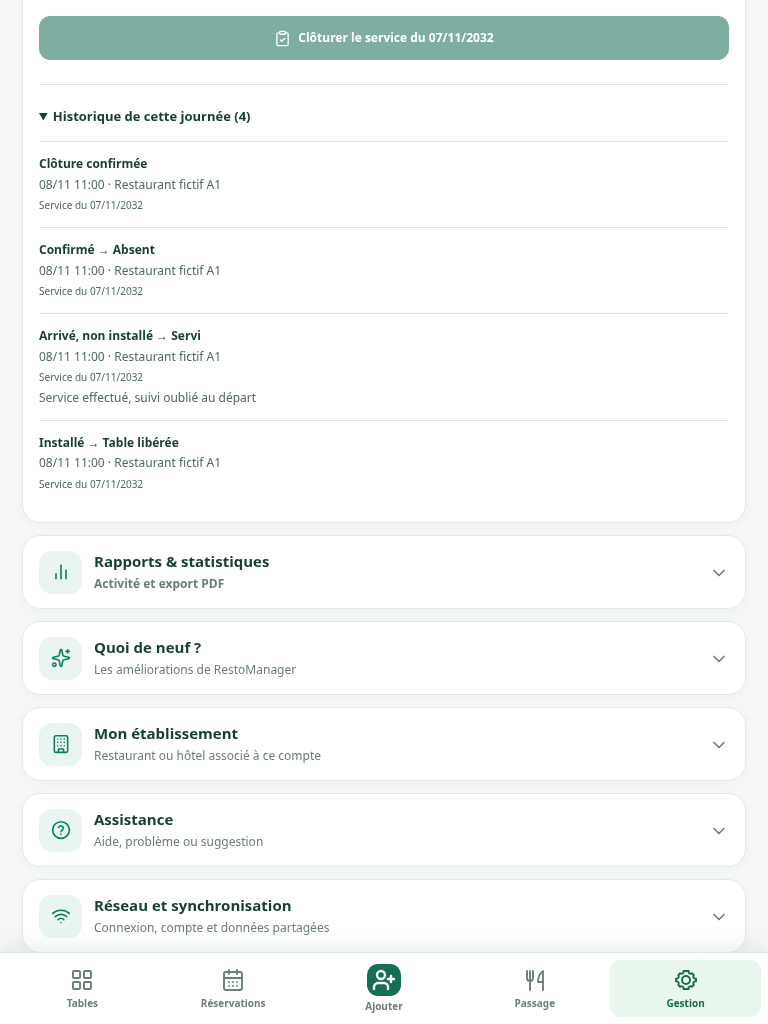 Clôturer le service du 07/11/2032
▼ Historique de cette journée (4)
Clôture confirmée
08/11 11:00 · Restaurant fictif A1
Service du 07/11/2032
Confirmé → Absent
08/11 11:00 · Restaurant fictif A1
Service du 07/11/2032
Arrivé, non installé → Servi
08/11 11:00 · Restaurant fictif A1
Service du 07/11/2032
Service effectué, suivi oublié au départ
Installé → Table libérée
08/11 11:00 · Restaurant fictif A1
Service du 07/11/2032
Rapports & statistiques
Activité et export PDF
Quoi de neuf ?
Les améliorations de RestoManager
Mon établissement
Restaurant ou hôtel associé à ce compte
Assistance
Aide, problème ou suggestion
Réseau et synchronisation
Connexion, compte et données partagées
Tables
Réservations
Ajouter
Passage
Gestion